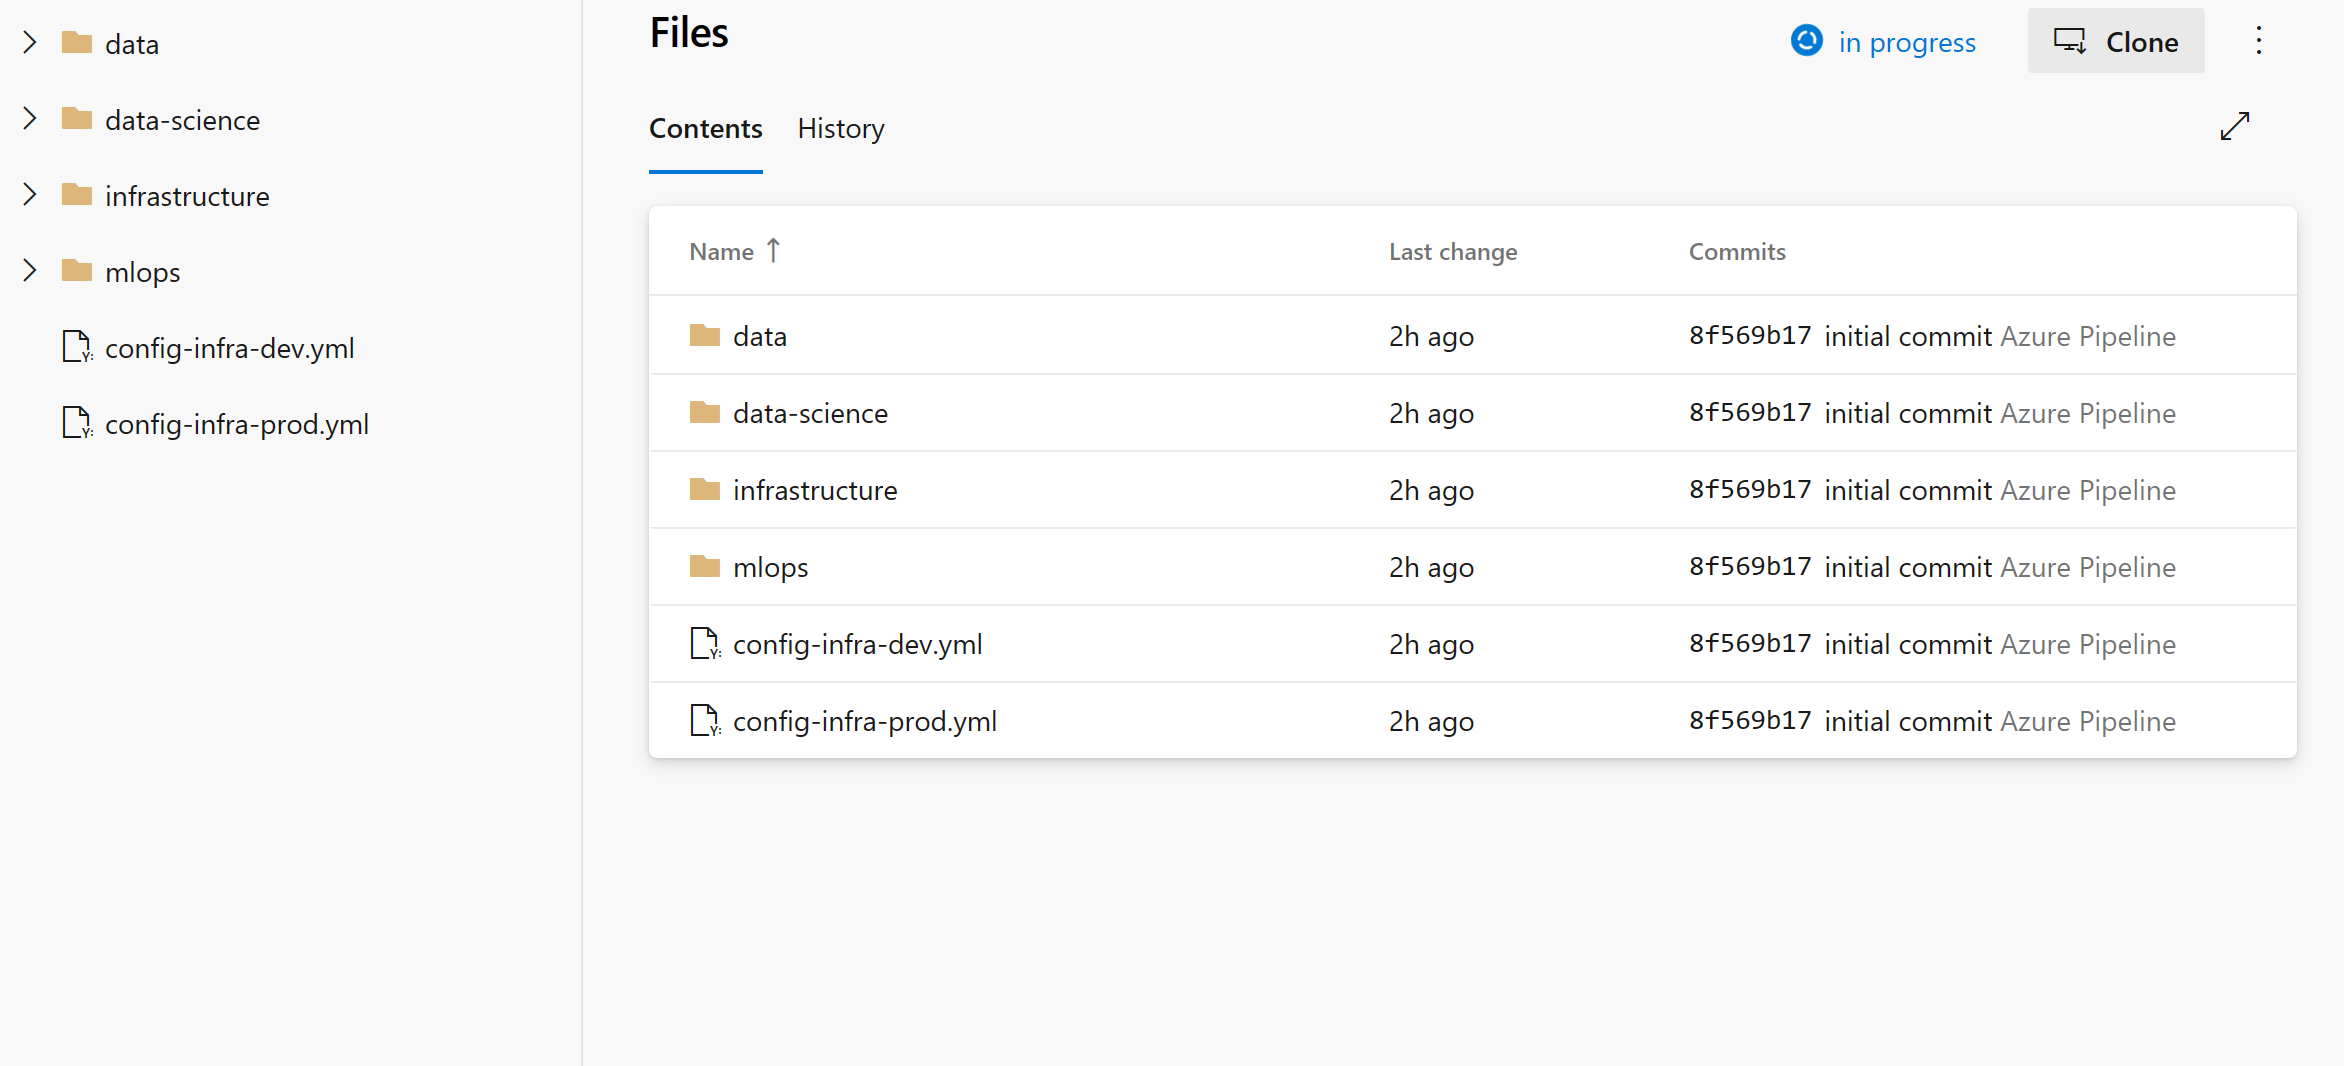 data
data-science
infrastructure
mlops
config-infra-dev.yml
config-infra-prod.yml
Files
in progress
Clone
Contents History
Name Last change Commits
data 2h ago 8f569b17 initial commit Azure Pipeline
data-science 2h ago 8f569b17 initial commit Azure Pipeline
infrastructure 2h ago 8f569b17 initial commit Azure Pipeline
mlops 2h ago 8f569b17 initial commit Azure Pipeline
config-infra-dev.yml 2h ago 8f569b17 initial commit Azure Pipeline
config-infra-prod.yml 2h ago 8f569b17 initial commit Azure Pipeline